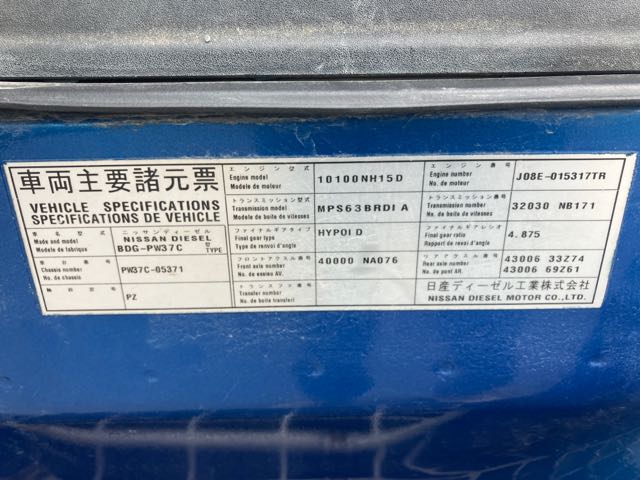 車両主要諸元票
VEHICLE SPECIFICATIONS
SPECIFICATIONS DE VEHICLE
車名型式
Make and model
Modele de fabrique
ニッサンディーゼル
NISSAN DIESEL
BDG-PW37C
型
TYPE
車台番号
Chassis number
No. de chassis
PW37C-05371
PZ
エンジン型式
Engine model
Modele de moteur
10100NH15D
エンジン番号
Engine number
No. de moteur
J08E-015317TR
トランスミッション型式
Transmission model
Modele de boite de vitesses
MPS63BRDI A
トランスミッション番号
Transmission number
No. de boite de vitesses
32030 NB171
ファイナルギアタイプ
Final gear type
Type de renvoi d'angle
HYPOI D
ファイナルギアレシオ
Final gear ratio
Rapport de renvoi d'angle
4.875
フロントアクスル番号
Front axle number
No. de essieu AV.
40000 NA076
リアアクスル番号
Rear axle number
No. de pont AR.
43006 33Z74
43006 69Z61
トランスファ番号
Transfer number
No. de boite transferi
日産ディーゼル工業株式会社
NISSAN DIESEL MOTOR CO.,LTD.